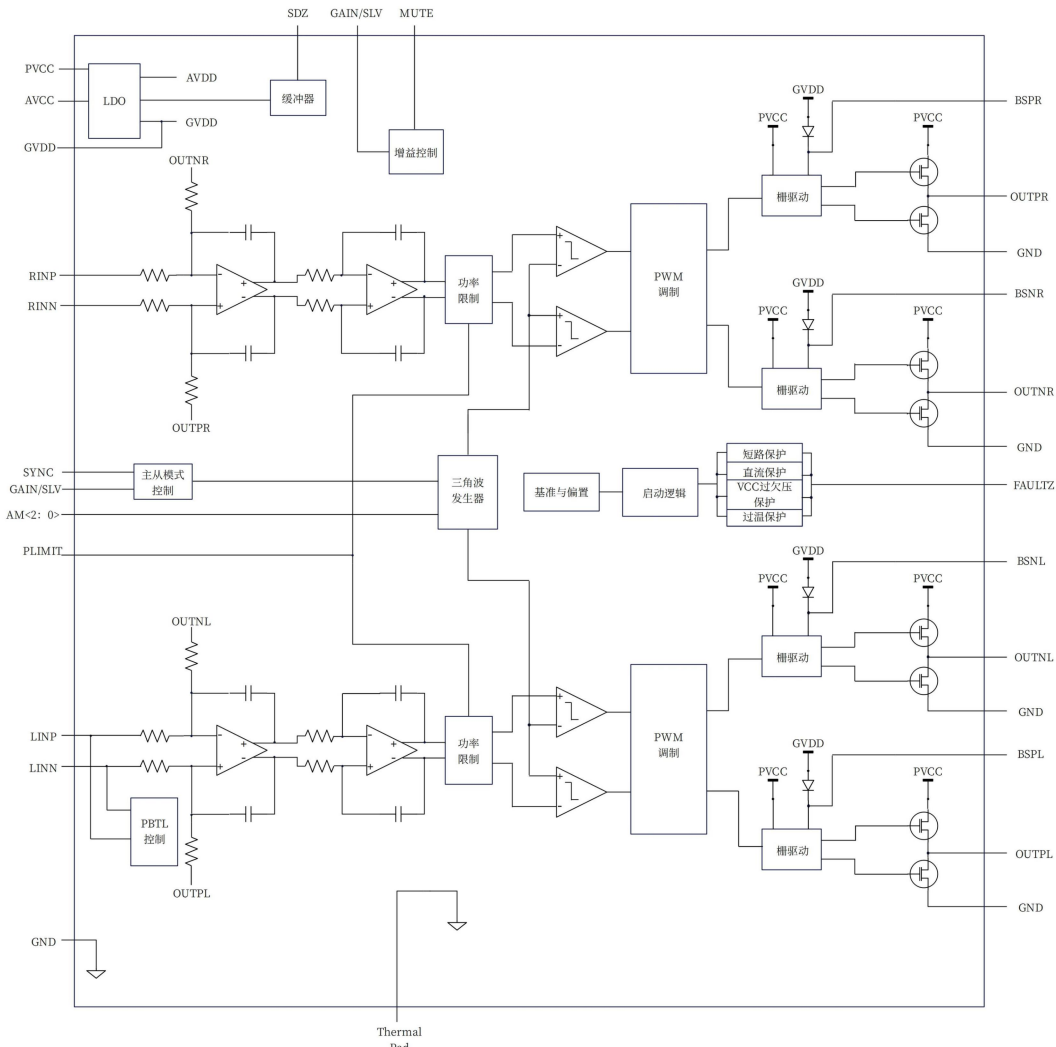 SDZ
GAIN/SLV
MUTE
PVCC
AVCC
GVDD
LDO
AVDD
GVDD
缓冲器
增益控制
OUTNR
RINP
RINN
-
+
+
-
-
+
+
-
OUTPR
功率
限制
+
-
+
-
PWM
调制
GVDD
PVCC
栅驱动
PVCC
BSPR
OUTPR
GND
GVDD
PVCC
栅驱动
PVCC
BSNR
OUTNR
GND
SYNC
GAIN/SLV
AM<2: 0>
PLIMIT
主从模式
控制
三角波
发生器
基准与偏置
启动逻辑
短路保护
直流保护
VCC过欠压
保护
过温保护
FAULTZ
OUTNL
LINP
LINN
-
+
+
-
-
+
+
-
PBTL
控制
OUTPL
功率
限制
+
-
+
-
PWM
调制
GVDD
PVCC
栅驱动
PVCC
BSNL
OUTNL
GND
GVDD
PVCC
栅驱动
PVCC
BSPL
OUTPL
GND
GND
Thermal